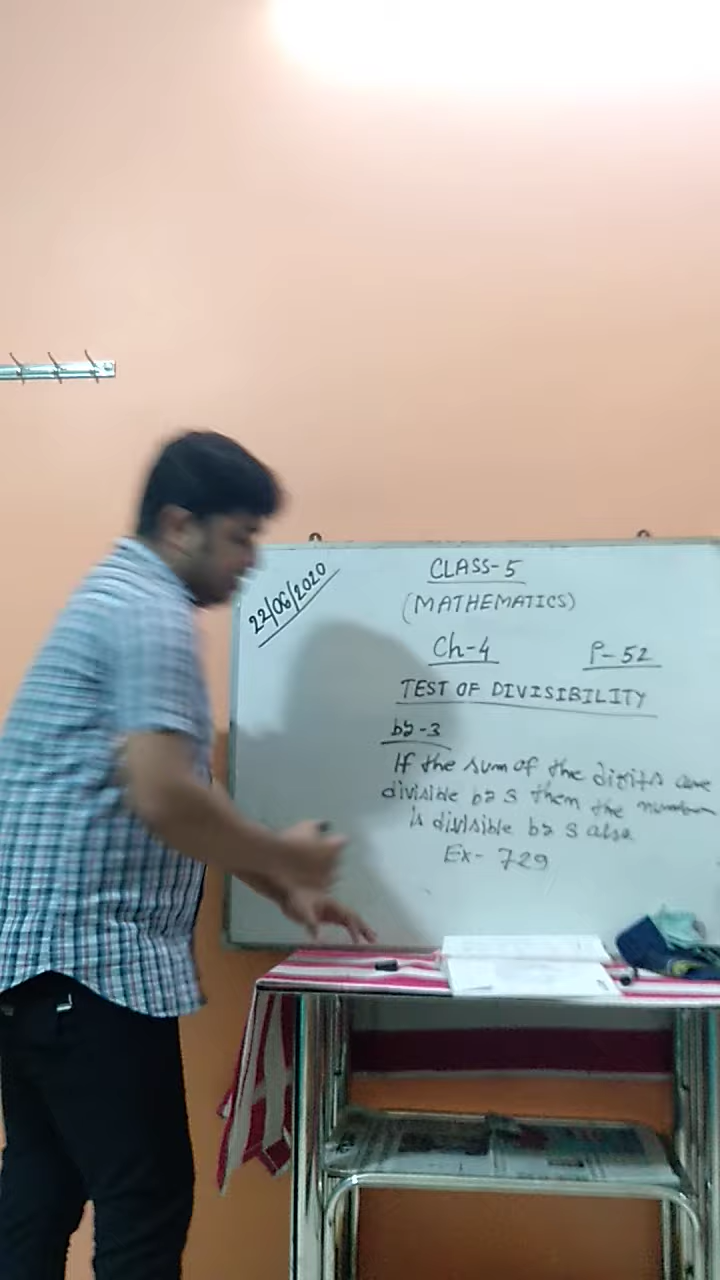 22/06/2020
CLASS-5
(MATHEMATICS)
Ch-4
P-52
TEST OF DIVISIBILITY
by-3
If the sum of the digits are
divisible by 3 then the number
is divisible by 3 also
Ex- 729